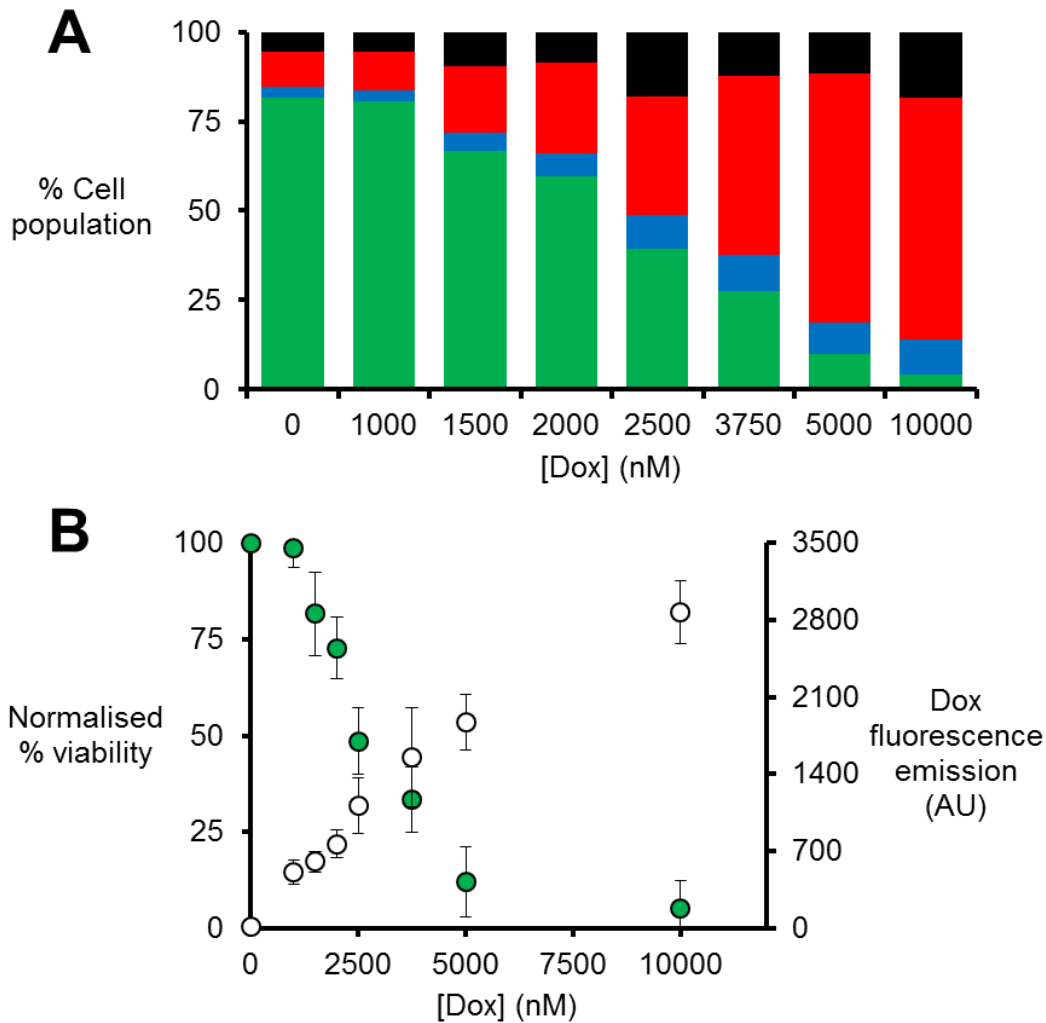 A
100
75
% Cell
population
50
25
0
0 1000 1500 2000 2500 3750 5000 10000
[Dox] (nM)
B
100
75
Normalised
% viability
50
25
0
3500
2800
2100
Dox
fluorescence
emission
(AU)
1400
700
0
0 2500 5000 7500 10000
[Dox] (nM)